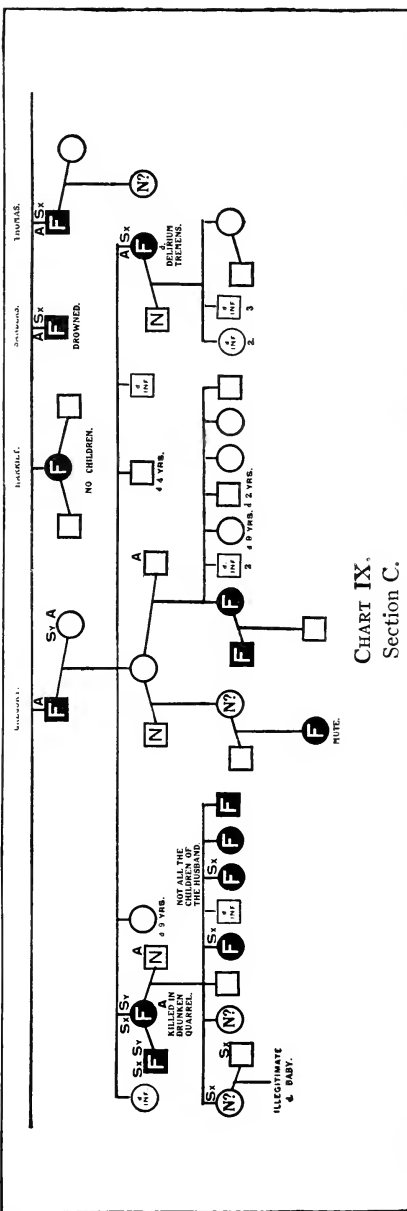 THOMAS.
A Sx
F
N?
A Sx
F
DROWNED.
F
NO CHILDREN.
A
F
Sy A
d.
INF
Sx Sy
F
Sx Sy
F
A
KILLED IN
DRUNKEN
QUARREL.
A
N
d 9 YRS.
N
A
d 4 YRS.
d.
INF
A Sx
F
d.
DELIRIUM
TREMENS.
N
Sx
N?
Sx
ILLEGITIMATE
d. BABY.
N?
Sx
F
d.
INF
NOT ALL THE
CHILDREN OF
THE HUSBAND.
Sx
F
F
F
N?
F
MUTE.
F
F
d.
INF
2
d 9 YRS.
d 2 YRS.
d.
INF
2.
d.
INF
3
CHART IX,
Section C.